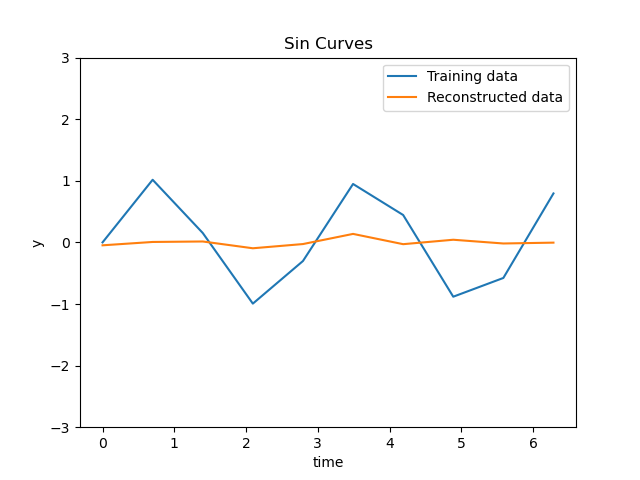 Sin Curves
Training data
Reconstructed data
3
2
1
0
−1
−2
−3
y
0 1 2 3 4 5 6
time